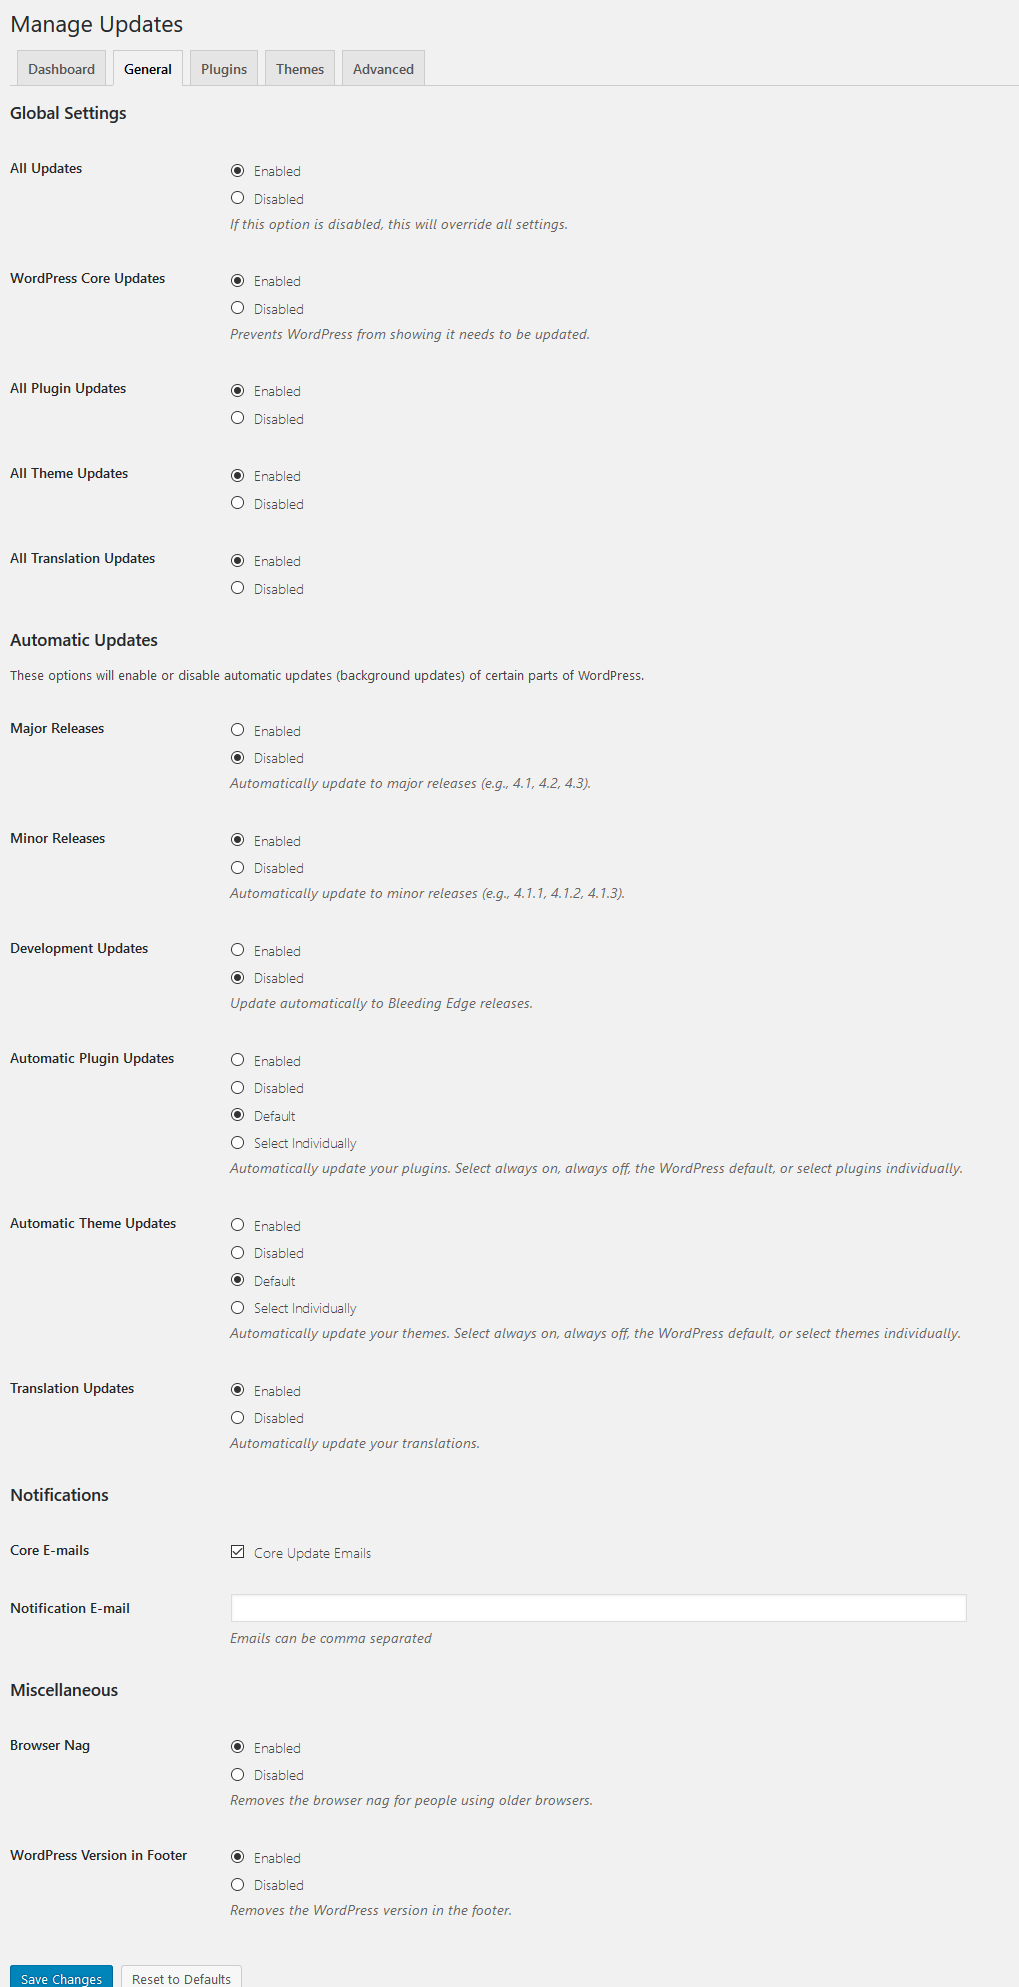 Manage Updates
Dashboard General Plugins Themes Advanced
Global Settings
All Updates
Enabled
Disabled
If this option is disabled, this will override all settings.
WordPress Core Updates
Enabled
Disabled
Prevents WordPress from showing it needs to be updated.
All Plugin Updates
Enabled
Disabled
All Theme Updates
Enabled
Disabled
All Translation Updates
Enabled
Disabled
Automatic Updates
These options will enable or disable automatic updates (background updates) of certain parts of WordPress.
Major Releases
Enabled
Disabled
Automatically update to major releases (e.g., 4.1, 4.2, 4.3).
Minor Releases
Enabled
Disabled
Automatically update to minor releases (e.g., 4.1.1, 4.1.2, 4.1.3).
Development Updates
Enabled
Disabled
Update automatically to Bleeding Edge releases.
Automatic Plugin Updates
Enabled
Disabled
Default
Select Individually
Automatically update your plugins. Select always on, always off, the WordPress default, or select plugins individually.
Automatic Theme Updates
Enabled
Disabled
Default
Select Individually
Automatically update your themes. Select always on, always off, the WordPress default, or select themes individually.
Translation Updates
Enabled
Disabled
Automatically update your translations.
Notifications
Core E-mails
Core Update Emails
Notification E-mail
Emails can be comma separated
Miscellaneous
Browser Nag
Enabled
Disabled
Removes the browser nag for people using older browsers.
WordPress Version in Footer
Enabled
Disabled
Removes the WordPress version in the footer.
Save Changes Reset to Defaults